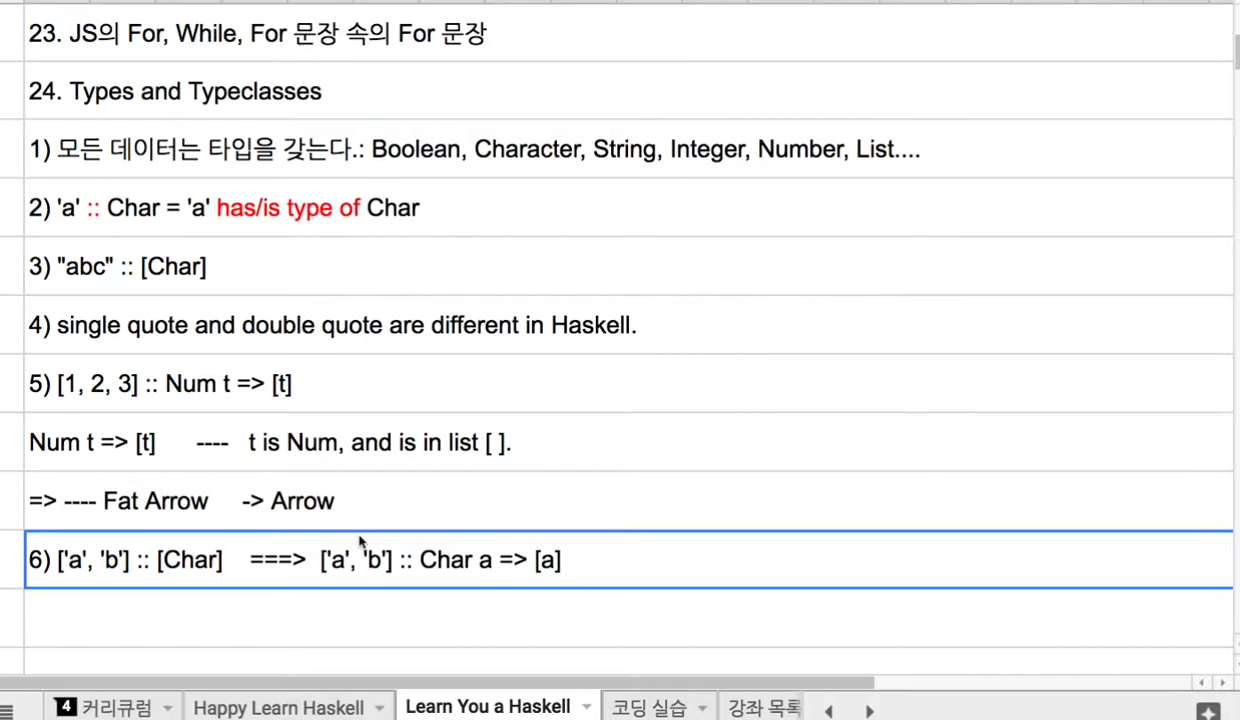 23. JS의 For, While, For 문장 속의 For 문장
24. Types and Typeclasses
1) 모든 데이터는 타입을 갖는다.: Boolean, Character, String, Integer, Number, List....
2) 'a' :: Char = 'a' has/is type of Char
3) "abc" :: [Char]
4) single quote and double quote are different in Haskell.
5) [1, 2, 3] :: Num t => [t]
Num t => [t] ---- t is Num, and is in list [ ].
=> ---- Fat Arrow -> Arrow
6) ['a', 'b'] :: [Char] ===> ['a', 'b'] :: Char a => [a]
4 커리큐럼 Happy Learn Haskell Learn You a Haskell 코딩 실습 강좌 목록